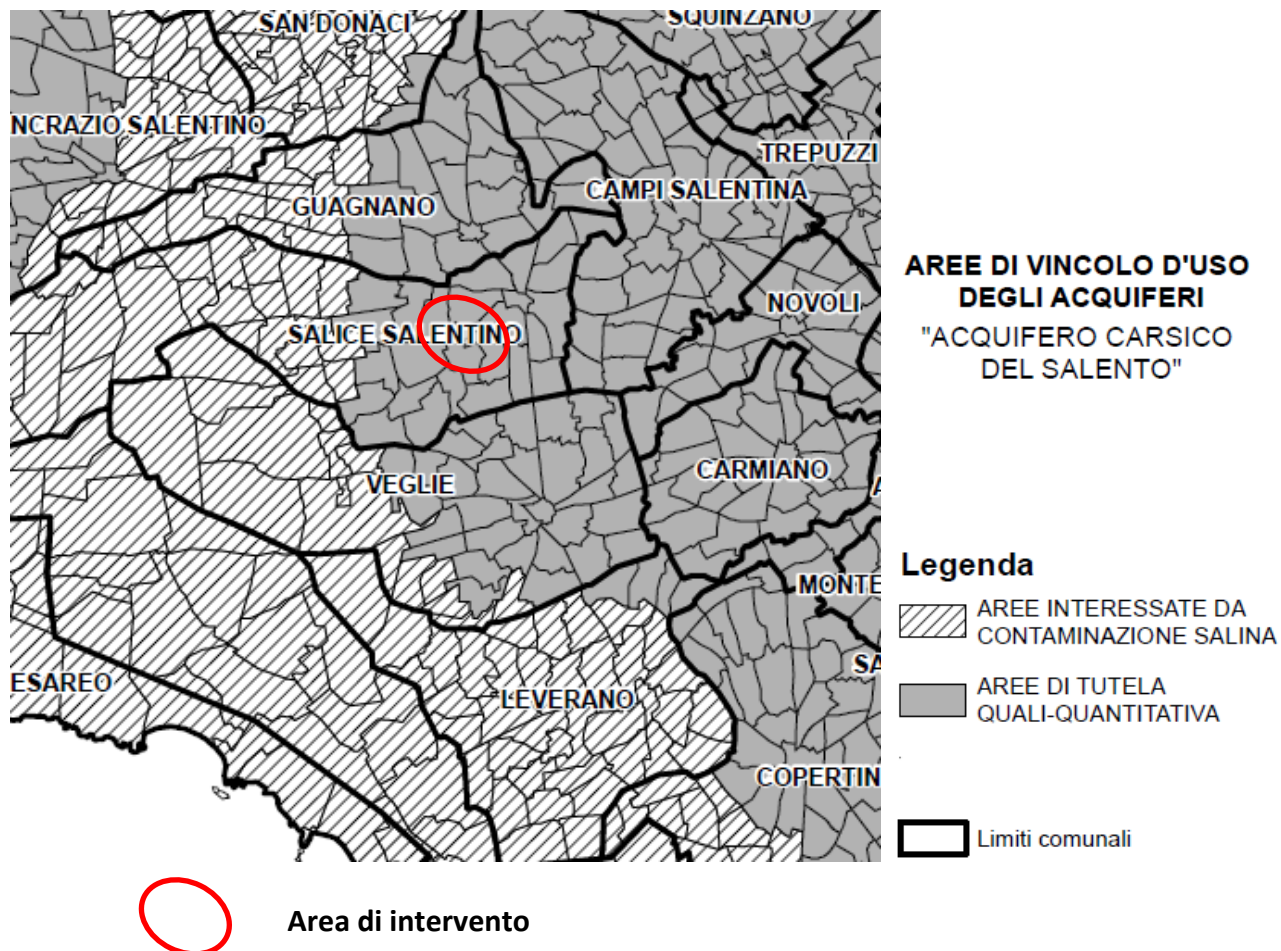 SAN DONACI
SQUINZANO
NCRAZIO SALENTINO
TREPUZZI
GUAGNANO
CAMPI SALENTINA
NOVOLI
SALICE SALENTINO
VEGLIE
CARMIANO
A
MONTE
SA
ESAREO
LEVERANO
COPERTIN
AREE DI VINCOLO D'USO
DEGLI ACQUIFERI
"ACQUIFERO CARSICO
DEL SALENTO"
Legenda
AREE INTERESSATE DA
CONTAMINAZIONE SALINA
AREE DI TUTELA
QUALI-QUANTITATIVA
Limiti comunali
Area di intervento